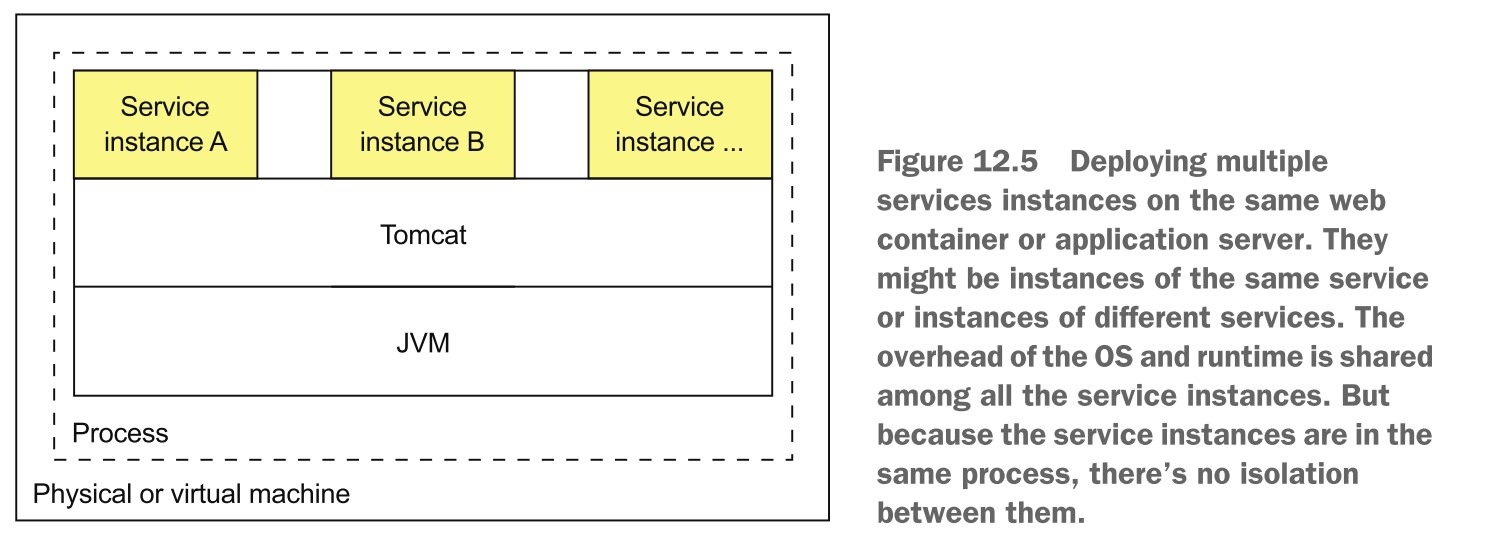 Service
instance A
Service
instance B
Service
instance ...
Tomcat
JVM
Process
Physical or virtual machine
Figure 12.5 Deploying multiple
services instances on the same web
container or application server. They
might be instances of the same service
or instances of different services. The
overhead of the OS and runtime is shared
among all the service instances. But
because the service instances are in the
same process, there’s no isolation
between them.